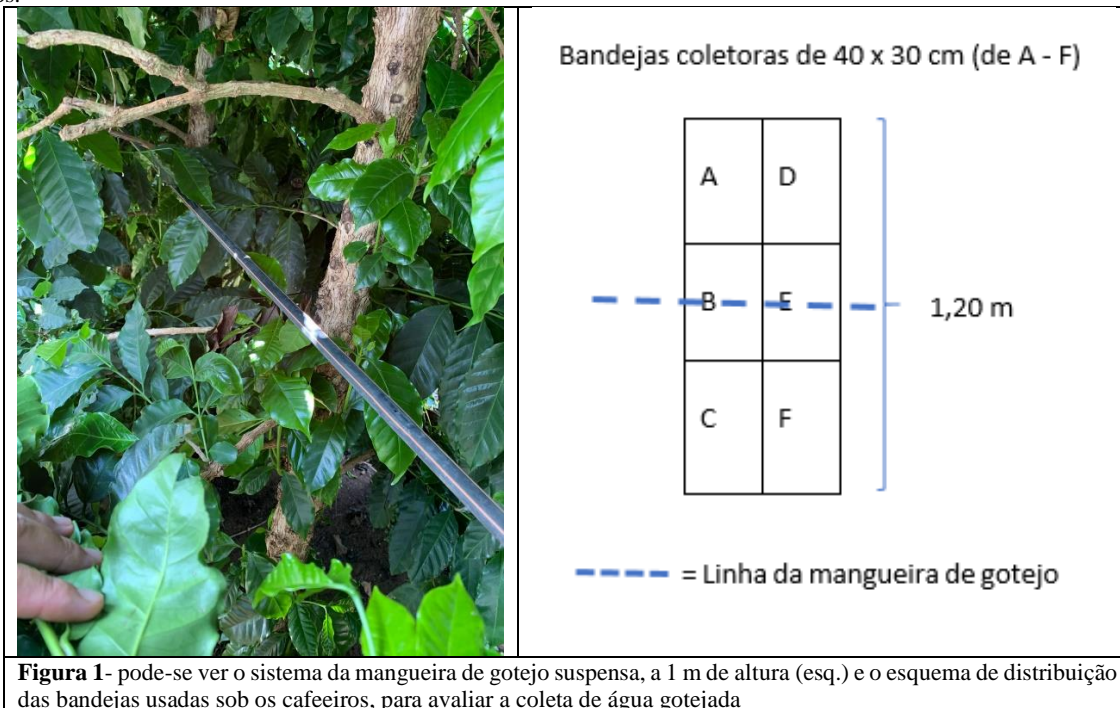 os.
Bandejas coletoras de 40 x 30 cm (de A - F)
A D
B E
1,20 m
C F
= Linha da mangueira de gotejo
Figura 1- pode-se ver o sistema da mangueira de gotejo suspensa, a 1 m de altura (esq.) e o esquema de distribuição
das bandejas usadas sob os cafeeiros, para avaliar a coleta de água gotejada